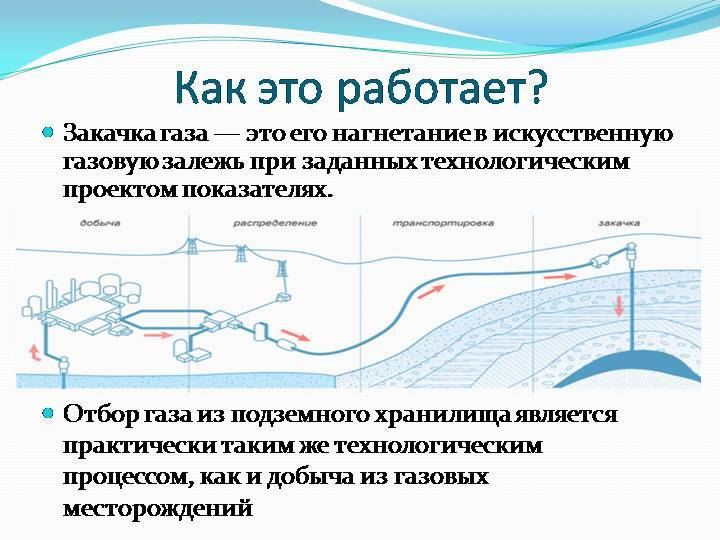 Как это работает?
Закачка газа — это его нагнетание в искусственную
газовую залежь при заданных технологическим
проектом показателях.
добыча распределение транспортировка закачка
Отбор газа из подземного хранилища является
практически таким же технологическим
процессом, как и добыча из газовых
месторождений